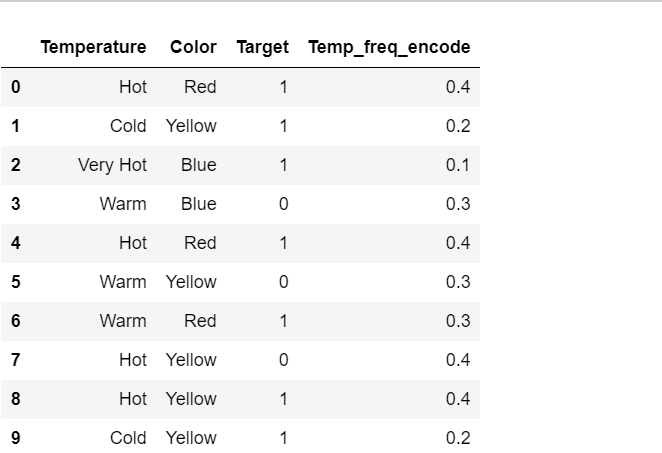 Temperature Color Target Temp_freq_encode
0 Hot Red 1 0.4
1 Cold Yellow 1 0.2
2 Very Hot Blue 1 0.1
3 Warm Blue 0 0.3
4 Hot Red 1 0.4
5 Warm Yellow 0 0.3
6 Warm Red 1 0.3
7 Hot Yellow 0 0.4
8 Hot Yellow 1 0.4
9 Cold Yellow 1 0.2